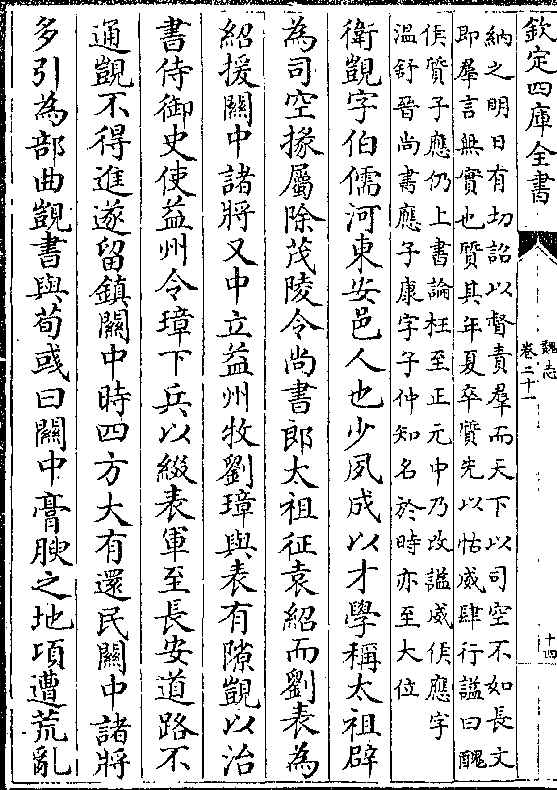 欽定四庫全書
魏志
卷二十一
十四
納之明日有切詔以督責羣而天下以司空不如長文
即羣言無實也質其年夏卒質先以怙威肆行諡曰醜
侯質子應仍上書論枉至正元中乃改諡威侯應字
溫舒晉尚書應子康字子仲知名於時亦至大位
衛覬字伯儒河東安邑人也少夙成以才學稱太祖辟
為司空掾屬除茂陵令尚書郎太祖征袁紹而劉表為
紹援關中諸將又中立益州牧劉璋與表有隙覬以治
書侍御史使益州令璋下兵以綴表軍至長安道路不
通覬不得進遂留鎮關中時四方大有還民關中諸將
多引為部曲覬書與荀彧曰關中膏腴之地頃遭荒亂